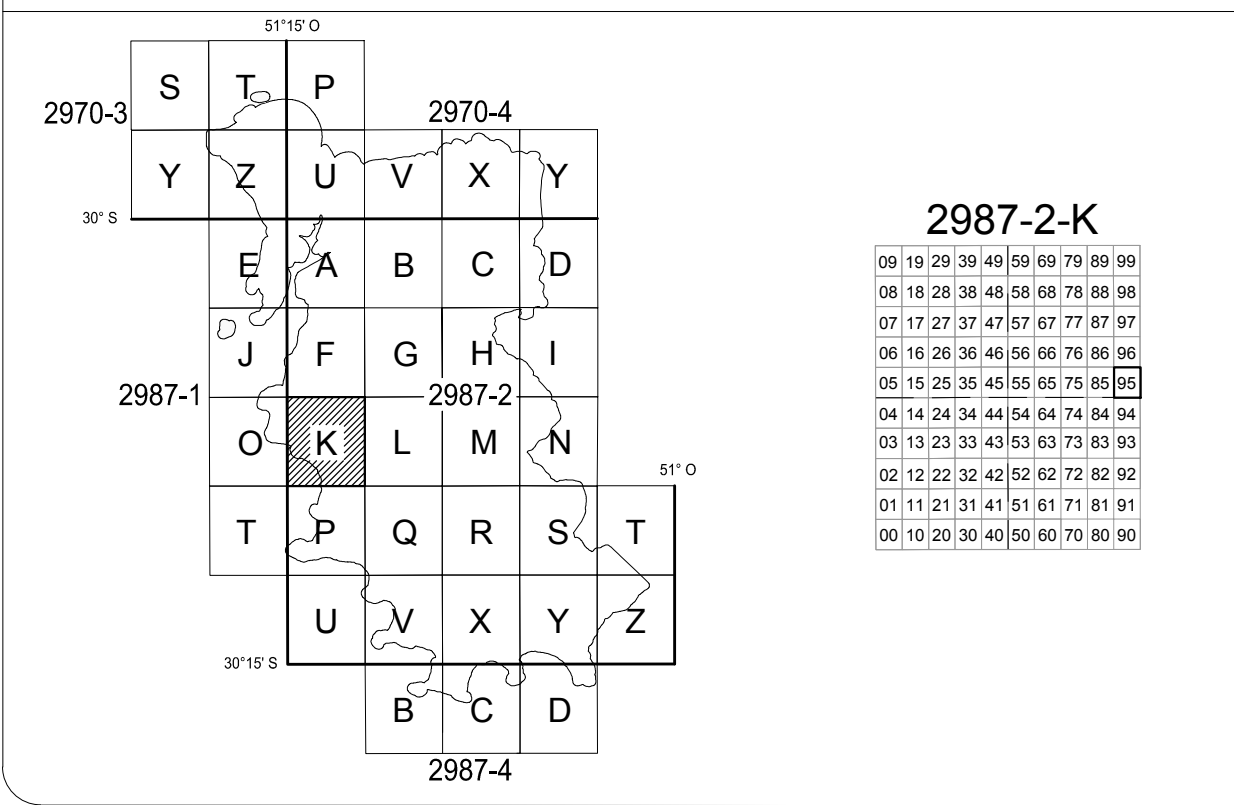 51°15' O
S T P
2970-3 2970-4
Y Z U V X Y
30° S
E A B C D
J F G H I
2987-1 2987-2
O K L M N
51° O
T P Q R S T
U V X Y Z
30°15' S
B C D
2987-4
2987-2-K
09 19 29 39 49 59 69 79 89 99
08 18 28 38 48 58 68 78 88 98
07 17 27 37 47 57 67 77 87 97
06 16 26 36 46 56 66 76 86 96
05 15 25 35 45 55 65 75 85 95
04 14 24 34 44 54 64 74 84 94
03 13 23 33 43 53 63 73 83 93
02 12 22 32 42 52 62 72 82 92
01 11 21 31 41 51 61 71 81 91
00 10 20 30 40 50 60 70 80 90